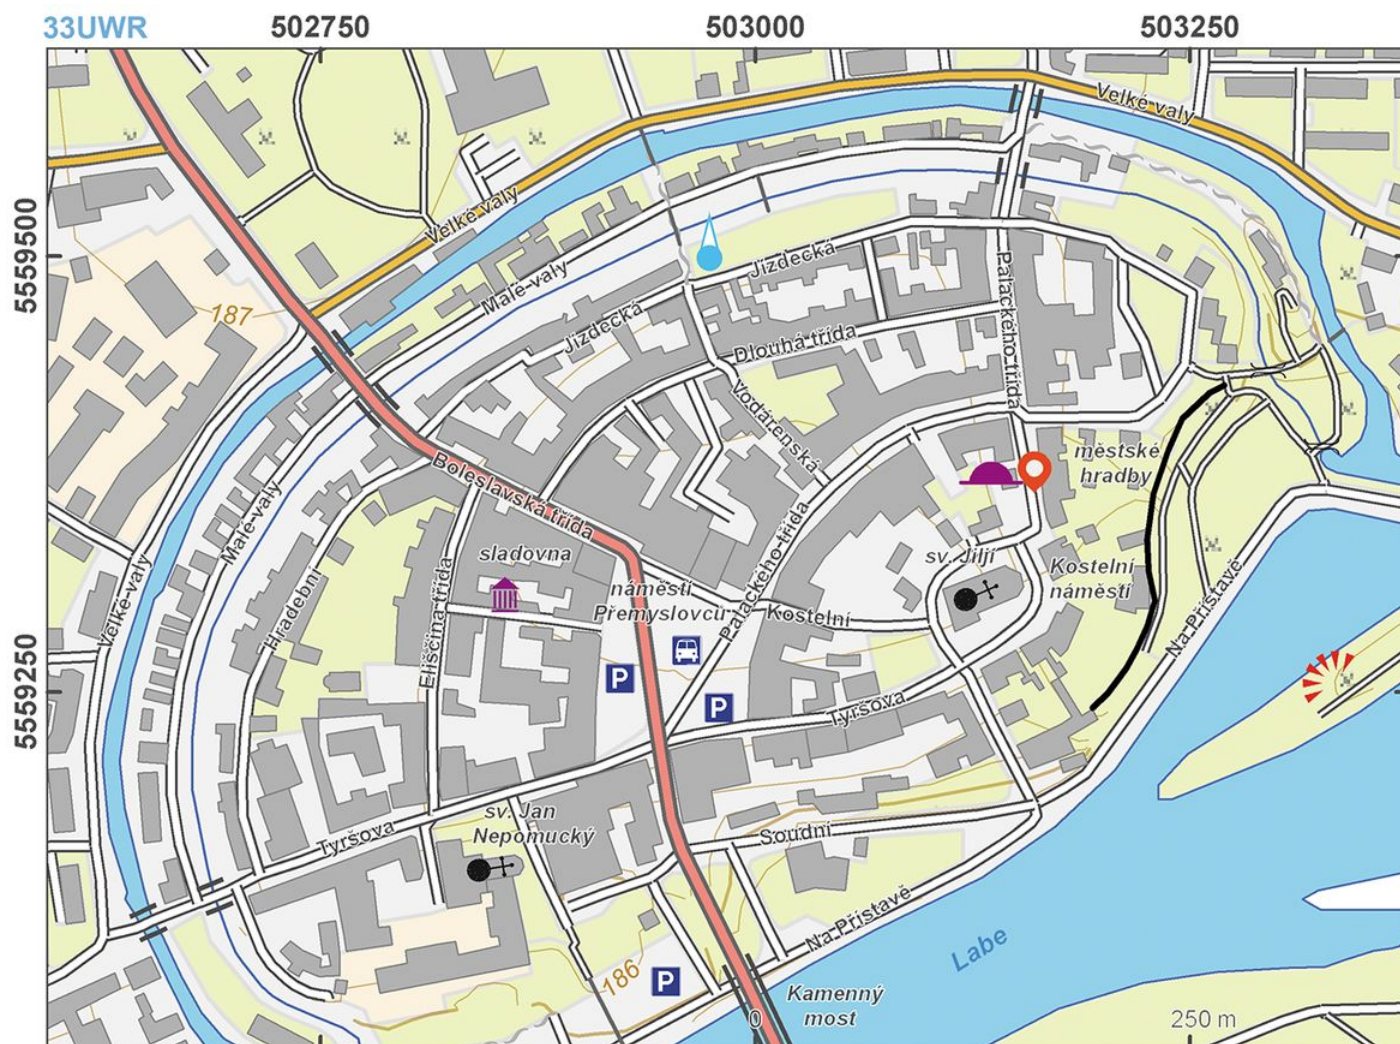 33UWR
502750
503000
503250
5559500
5559250
Velké valy
Velké valy
Malé valy
Jízdecká
Jízdecká
Palackého třída
187
Dlouhá třída
Vodárenská
Boleslavská třída
městské
hradby
Malé valy
sladovna
Palackého třída
sv. Jiljí
Kostelní
náměstí
Velké valy
Hradební
Eliščina třída
náměstí
Přemyslovců
Kostelní
Na Přístavě
P
P
Tyršova
sv. Jan
Nepomucký
Tyršova
Soudní
Na Přístavě
Labe
186
P
Kamenný
most
0
250 m